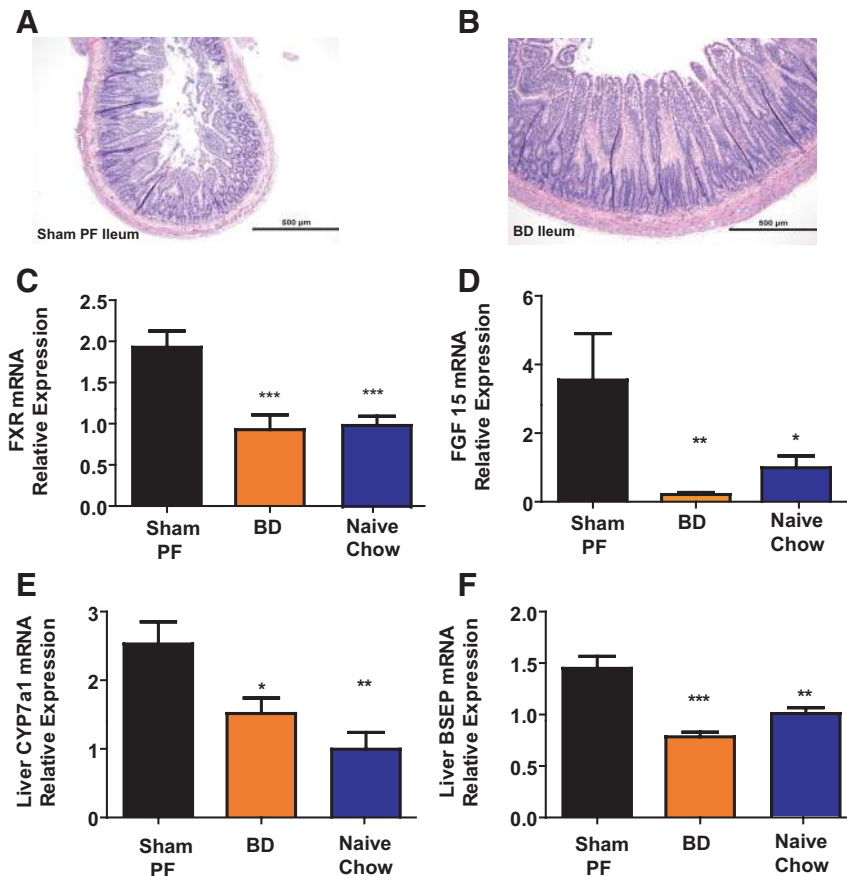 A
B
Sham PF Ileum
500 µm
BD Ileum
500 µm
C
D
FXR mRNA
Relative Expression
2.5
2.0
1.5
1.0
0.5
0.0
***
***
Sham
PF
BD
Naive
Chow
FGF 15 mRNA
Relative Expression
6
4
2
0
**
*
Sham
PF
BD
Naive
Chow
E
F
Liver CYP7a1 mRNA
Relative Expression
3
2
1
0
*
**
Sham
PF
BD
Naive
Chow
Liver BSEP mRNA
Relative Expression
2.0
1.5
1.0
0.5
0.0
***
**
Sham
PF
BD
Naive
Chow